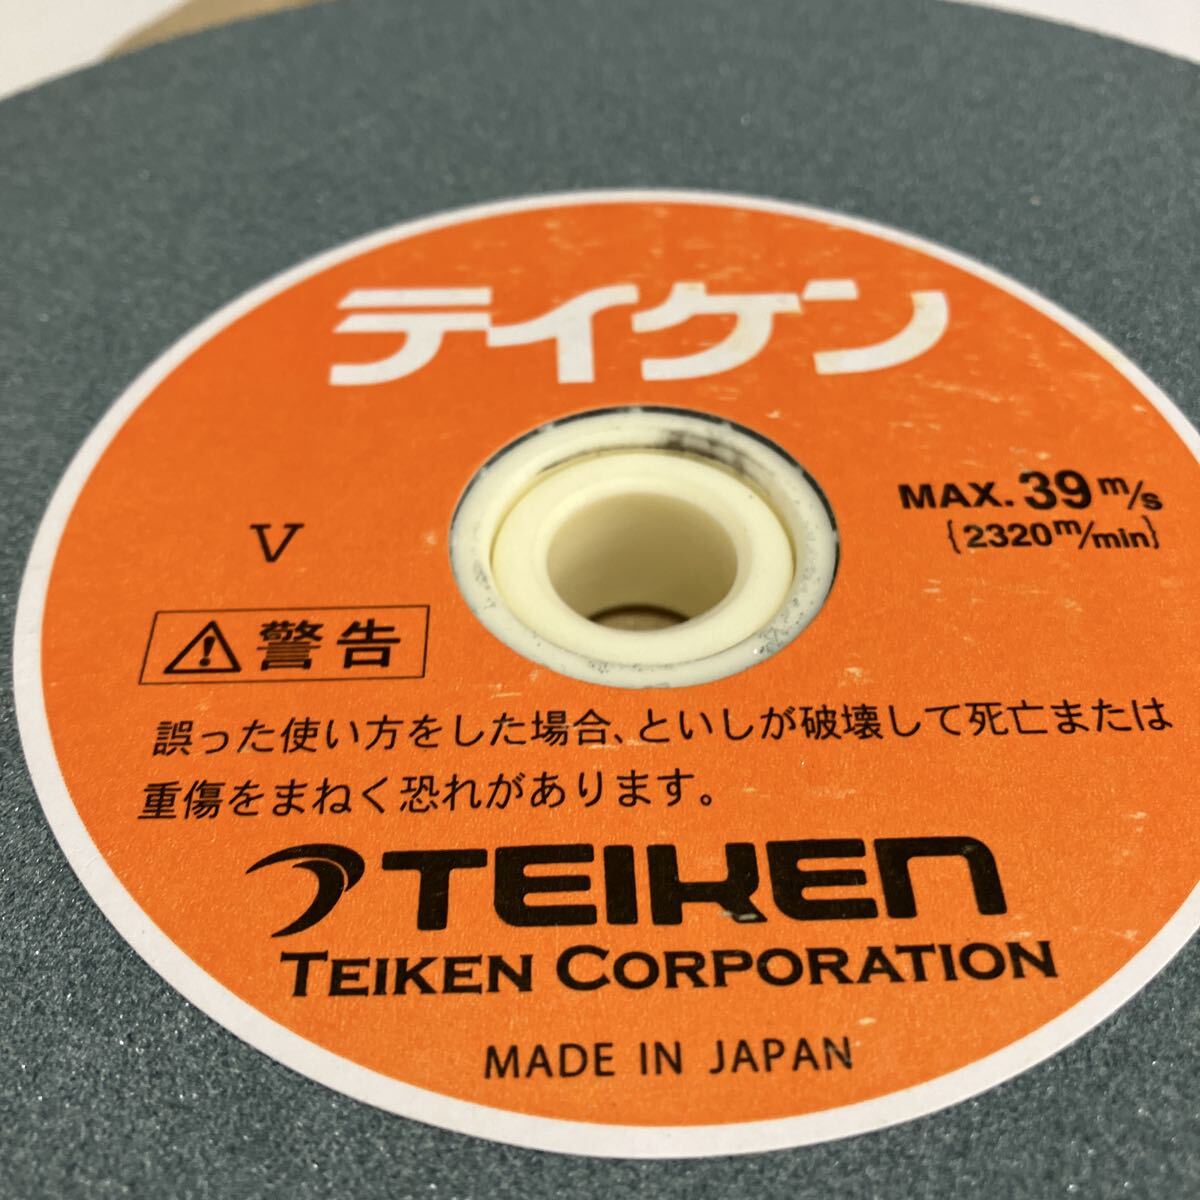 テイケン
MAX. 39 m/s
{2320m/min}
V
警告
誤った使い方をした場合、といしが破壊して死亡または
重傷をまねく恐れがあります。
TEIKEN
TEIKEN CORPORATION
MADE IN JAPAN